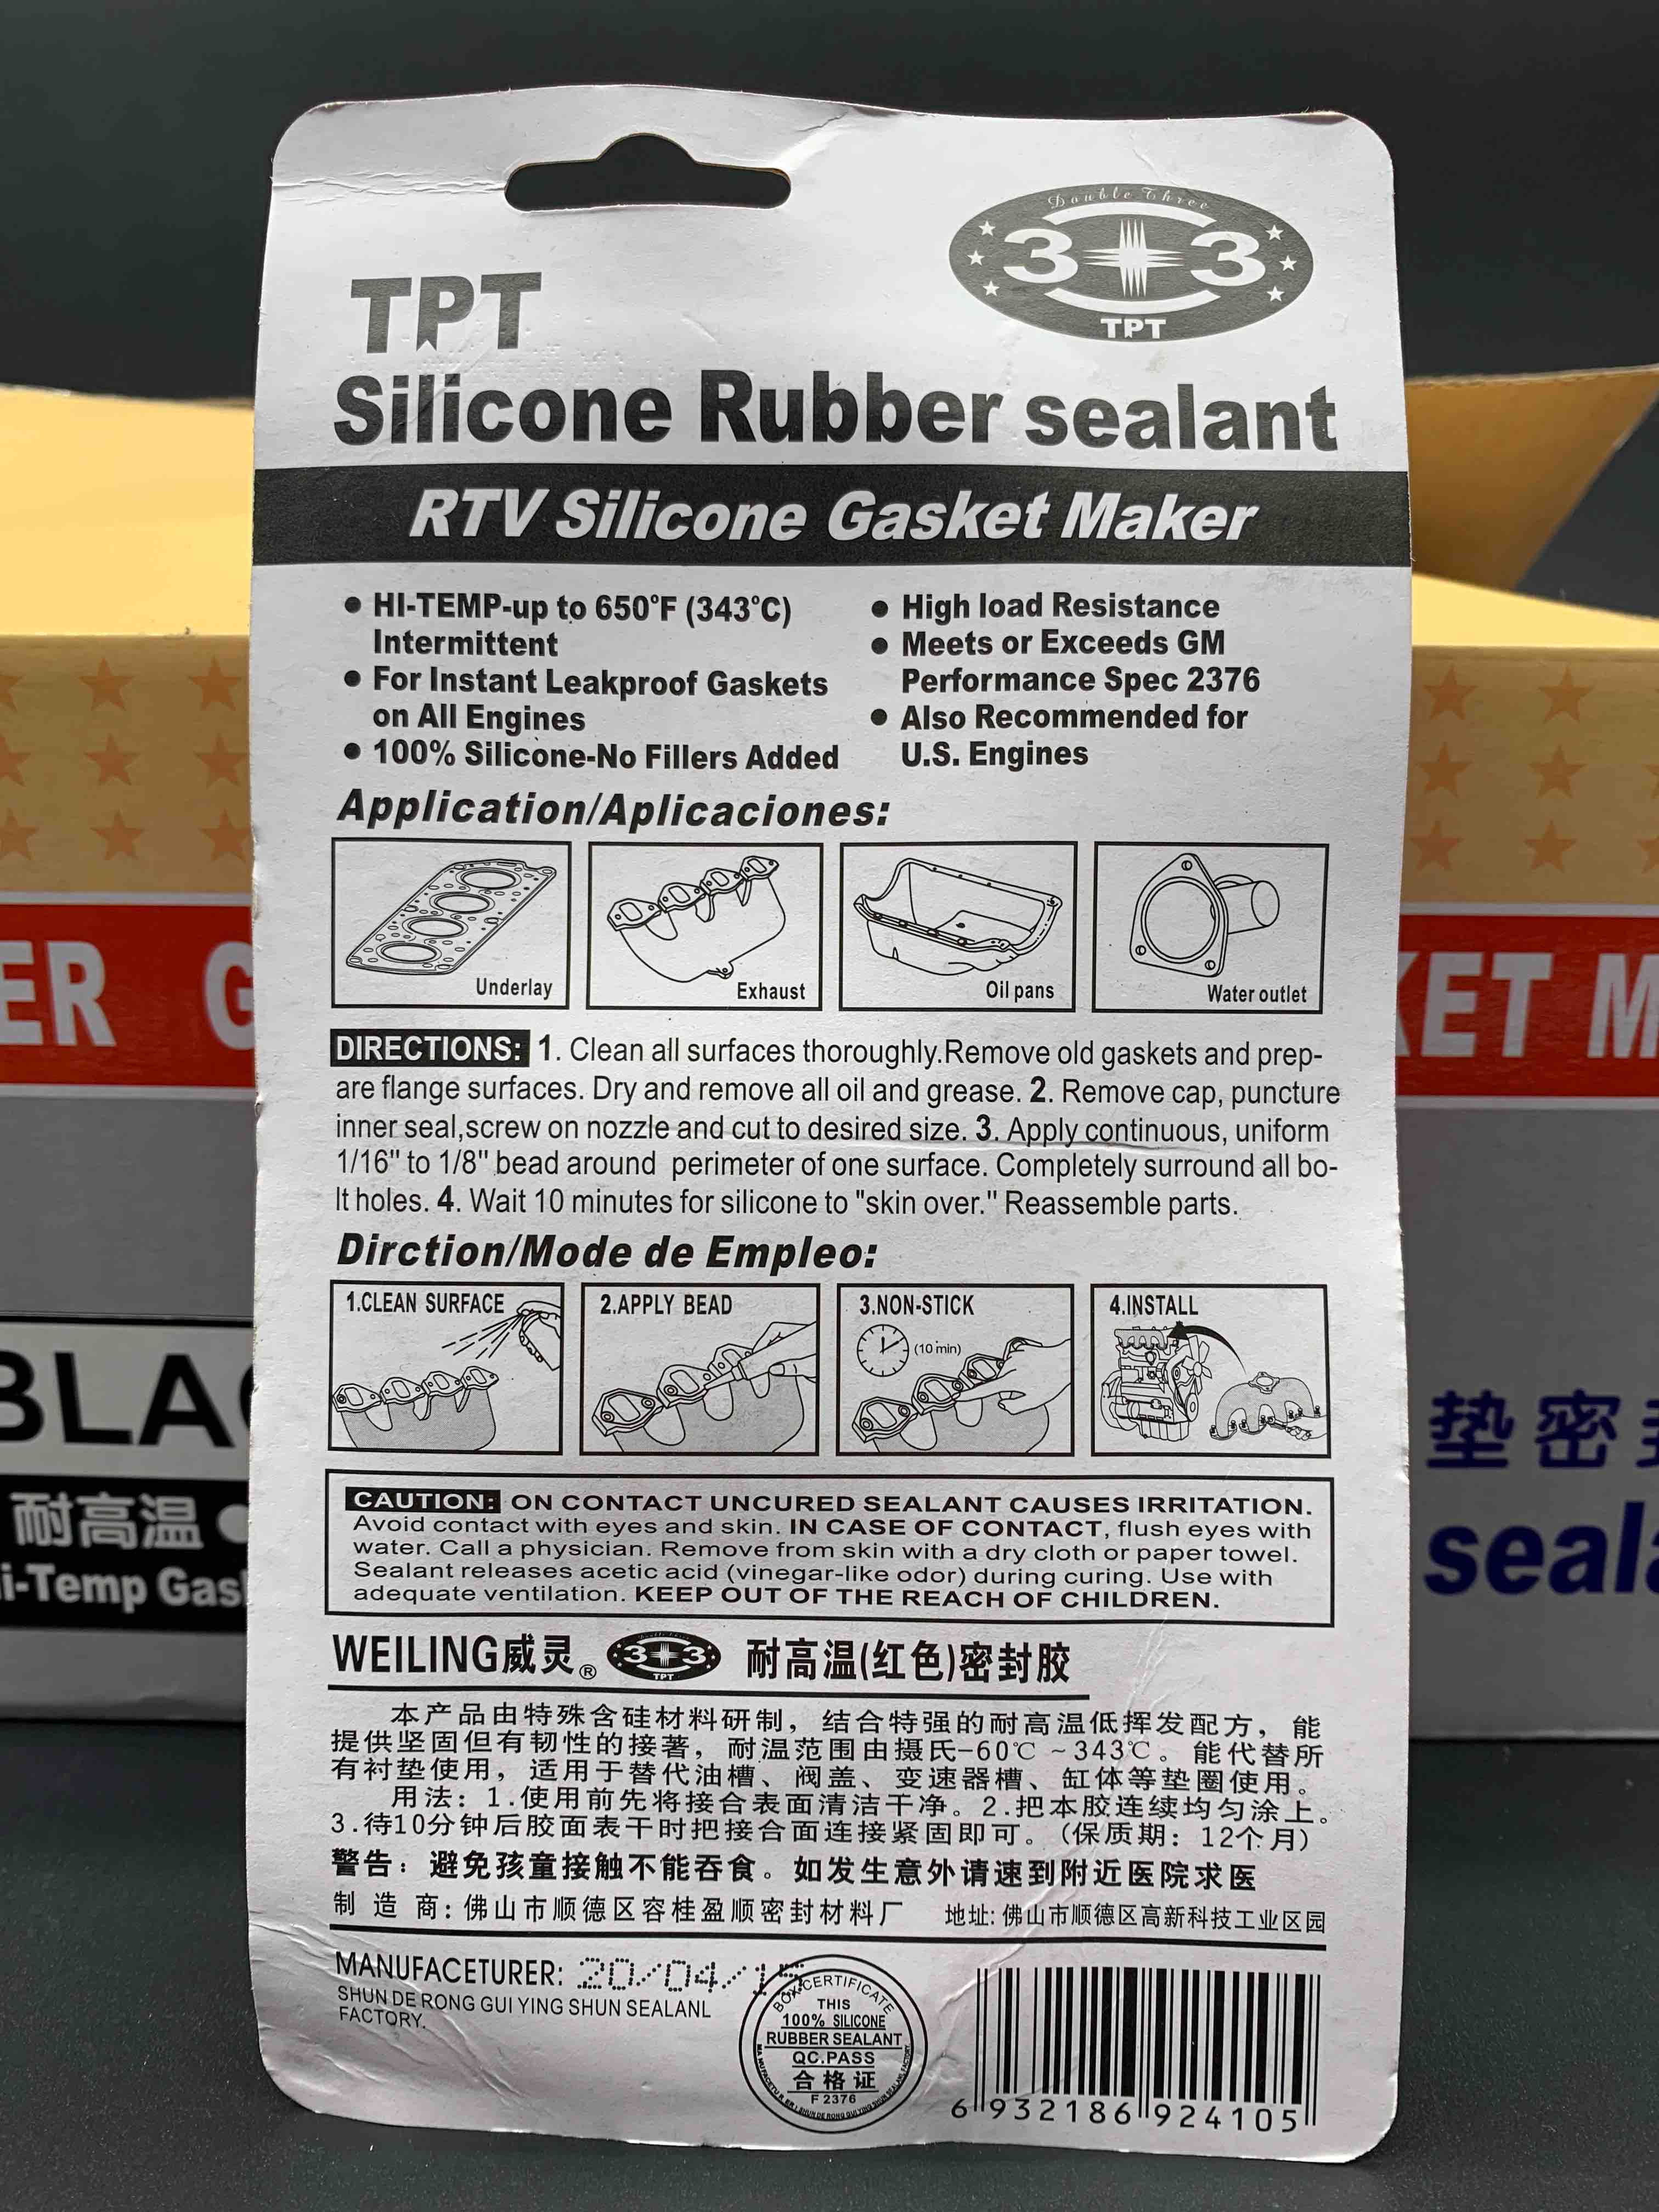 Double Three
3 3
TPT
TPT
Silicone Rubber sealant
RTV Silicone Gasket Maker
● HI-TEMP-up to 650°F (343°C)
Intermittent
● For Instant Leakproof Gaskets
on All Engines
● 100% Silicone-No Fillers Added
● High load Resistance
● Meets or Exceeds GM
Performance Spec 2376
● Also Recommended for
U.S. Engines
Application/Aplicaciones:
Underlay
Exhaust
Oil pans
Water outlet
DIRECTIONS: 1. Clean all surfaces thoroughly.Remove old gaskets and prep-
are flange surfaces. Dry and remove all oil and grease. 2. Remove cap, puncture
inner seal,screw on nozzle and cut to desired size. 3. Apply continuous, uniform
1/16" to 1/8" bead around perimeter of one surface. Completely surround all bo-
lt holes. 4. Wait 10 minutes for silicone to "skin over." Reassemble parts.
Dirction/Mode de Empleo:
1.CLEAN SURFACE
2.APPLY BEAD
3.NON-STICK
(10 min)
4.INSTALL
CAUTION: ON CONTACT UNCURED SEALANT CAUSES IRRITATION.
Avoid contact with eyes and skin. IN CASE OF CONTACT, flush eyes with
water. Call a physician. Remove from skin with a dry cloth or paper towel.
Sealant releases acetic acid (vinegar-like odor) during curing. Use with
adequate ventilation. KEEP OUT OF THE REACH OF CHILDREN.
WEILING威灵® 3 3 TPT 耐高温(红色)密封胶
本产品由特殊含硅材料研制，结合特强的耐高温低挥发配方，能
提供坚固但有韧性的接著，耐温范围由摄氏-60℃～343℃。能代替所
有衬垫使用，适用于替代油槽、阀盖、变速器槽、缸体等垫圈使用。
用法：1.使用前先将接合表面清洁干净。2.把本胶连续均匀涂上。
3.待10分钟后胶面表干时把接合面连接紧固即可。（保质期：12个月）
警告：避免孩童接触不能吞食。如发生意外请速到附近医院求医
制 造 商：佛山市顺德区容桂盈顺密封材料厂 地址：佛山市顺德区高新科技工业区园
MANUFACETURER: 20/04/15
SHUN DE RONG GUI YING SHUN SEALANL
FACTORY.
BOX CERTIFICATE
THIS
100% SILICONE
RUBBER SEALANT
QC.PASS
合格证
F 2376
6 932186 924105
ER G
KET M
BLA
耐高温
i-Temp Gas
垫密
seal